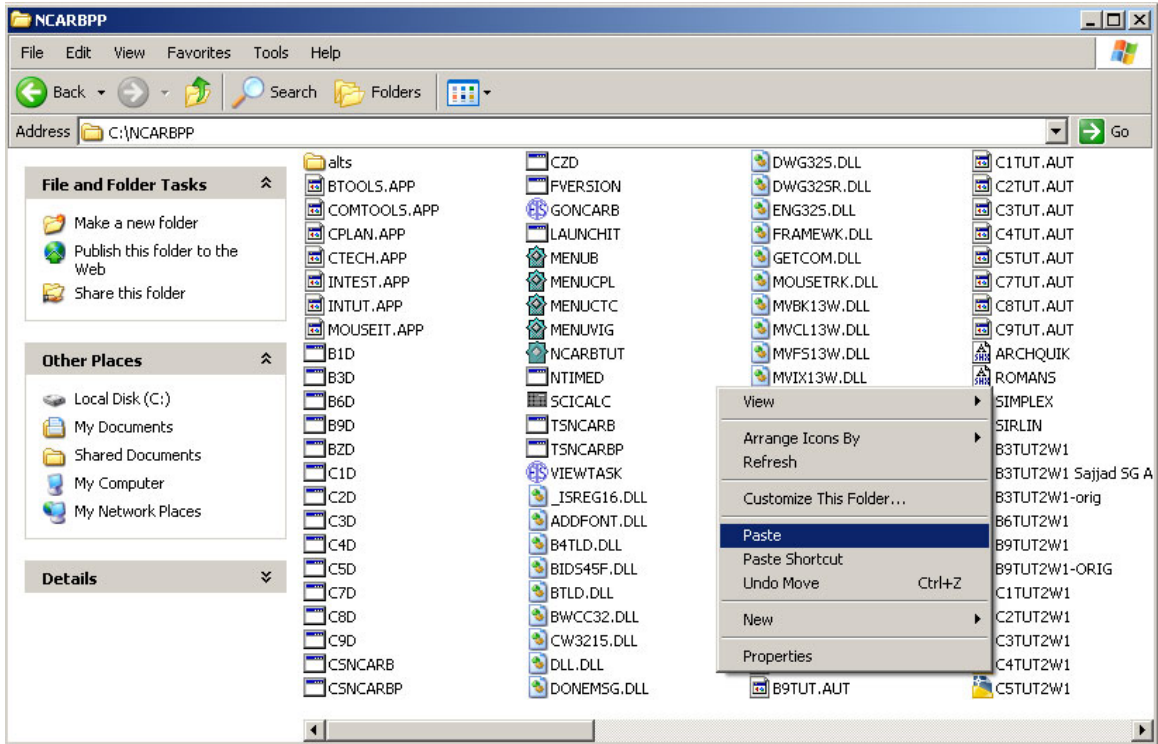 NCARBPP
File Edit View Favorites Tools Help
Back Search Folders
Address C:\NCARBPP Go
File and Folder Tasks
Make a new folder
Publish this folder to the
Web
Share this folder
Other Places
Local Disk (C:)
My Documents
Shared Documents
My Computer
My Network Places
Details
alts
BTOOLS.APP
COMTOOLS.APP
CPLAN.APP
CTECH.APP
INTEST.APP
INTUT.APP
MOUSEIT.APP
B1D
B3D
B6D
B9D
BZD
C1D
C2D
C3D
C4D
C5D
C7D
C8D
C9D
CSNCARB
CSNCARBP
CZD
FVERSION
GONCARB
LAUNCHIT
MENUB
MENUCPL
MENUCTC
MENUVIG
NCARBTUT
NTIMED
SCICALC
TSNCARB
TSNCARBP
VIEWTASK
_ISREG16.DLL
ADDFONT.DLL
B4TLD.DLL
BIDS45F.DLL
BTLD.DLL
BWCC32.DLL
CW3215.DLL
DLL.DLL
DONEMSG.DLL
DWG325.DLL
DWG325R.DLL
ENG325.DLL
FRAMEWK.DLL
GETCOM.DLL
MOUSETRK.DLL
MVBK13W.DLL
MVCL13W.DLL
MVFS13W.DLL
MVIX13W.DLL
View
Arrange Icons By
Refresh
Customize This Folder...
Paste
Paste Shortcut
Undo Move Ctrl+Z
New
Properties
B9TUT.AUT
C1TUT.AUT
C2TUT.AUT
C3TUT.AUT
C4TUT.AUT
C5TUT.AUT
C7TUT.AUT
C8TUT.AUT
C9TUT.AUT
ARCHQUIK
ROMANS
SIMPLEX
SIRLIN
B3TUT2W1
B3TUT2W1 Sajjad SG A
B3TUT2W1-orig
B6TUT2W1
B9TUT2W1
B9TUT2W1-ORIG
C1TUT2W1
C2TUT2W1
C3TUT2W1
C4TUT2W1
C5TUT2W1